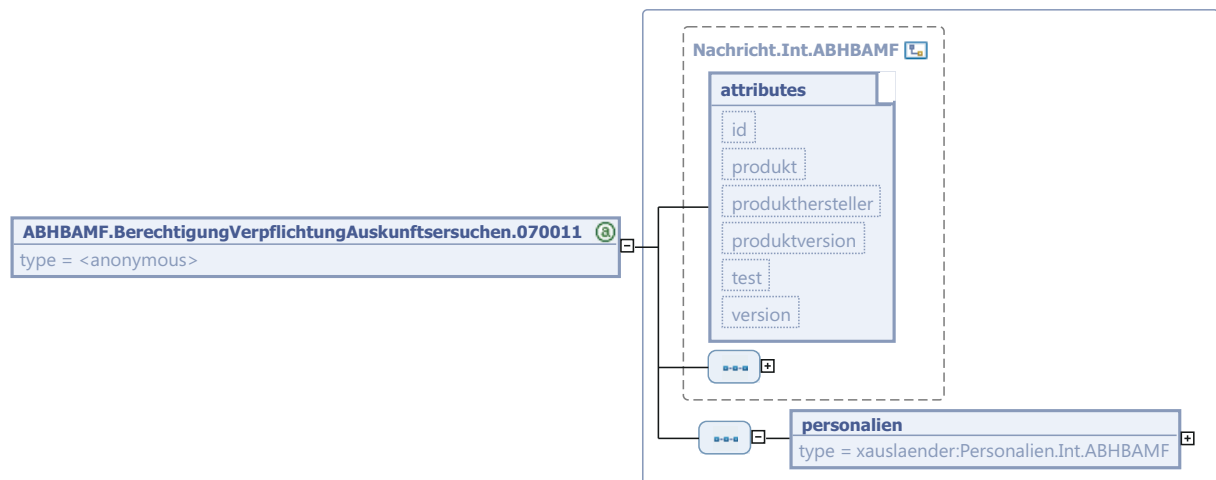 Nachricht.Int.ABHBAMF
attributes
id
produkt
produkthersteller
produktversion
test
version
ABHBAMF.BerechtigungVerpflichtungAuskunftsersuchen.070011
type = <anonymous>
personalien
type = xauslaender:Personalien.Int.ABHBAMF